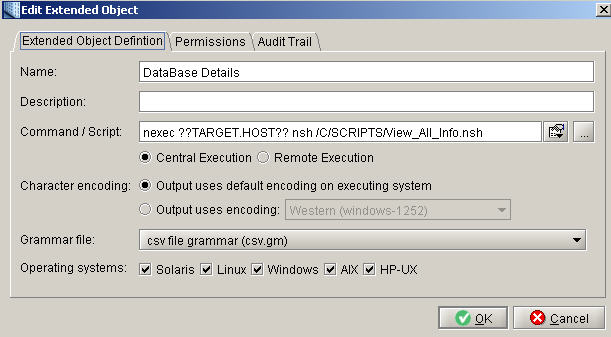 Edit Extended Object
Extended Object Defintion Permissions Audit Trail
Name: DataBase Details
Description:
Command / Script: nexec ??TARGET.HOST?? nsh /C/SCRIPTS/View_All_Info.nsh ...
Central Execution Remote Execution
Character encoding: Output uses default encoding on executing system
Output uses encoding: Western (windows-1252)
Grammar file: csv file grammar (csv.gm)
Operating systems: Solaris Linux Windows AIX HP-UX
OK Cancel